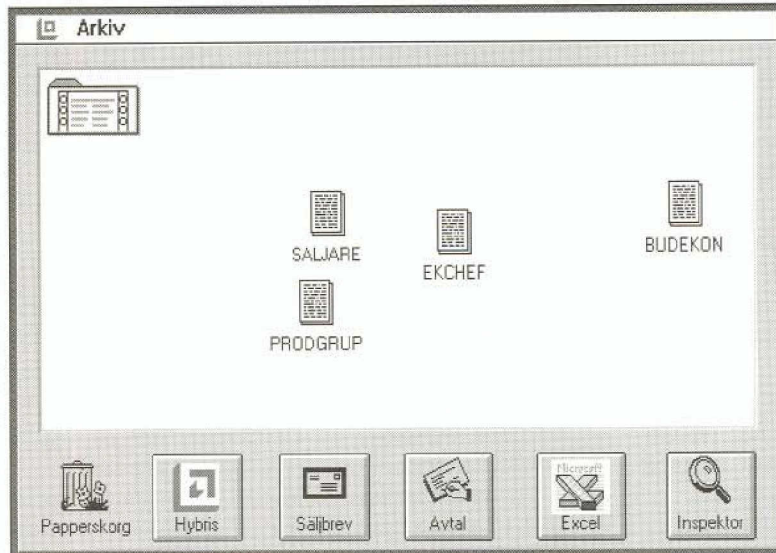 Arkiv
SALJARE
EKCHEF
BUDEKON
PRODGRUP
Microsoft
Papperskorg
Hybris
Säljbrev
Avtal
Excel
Inspektor